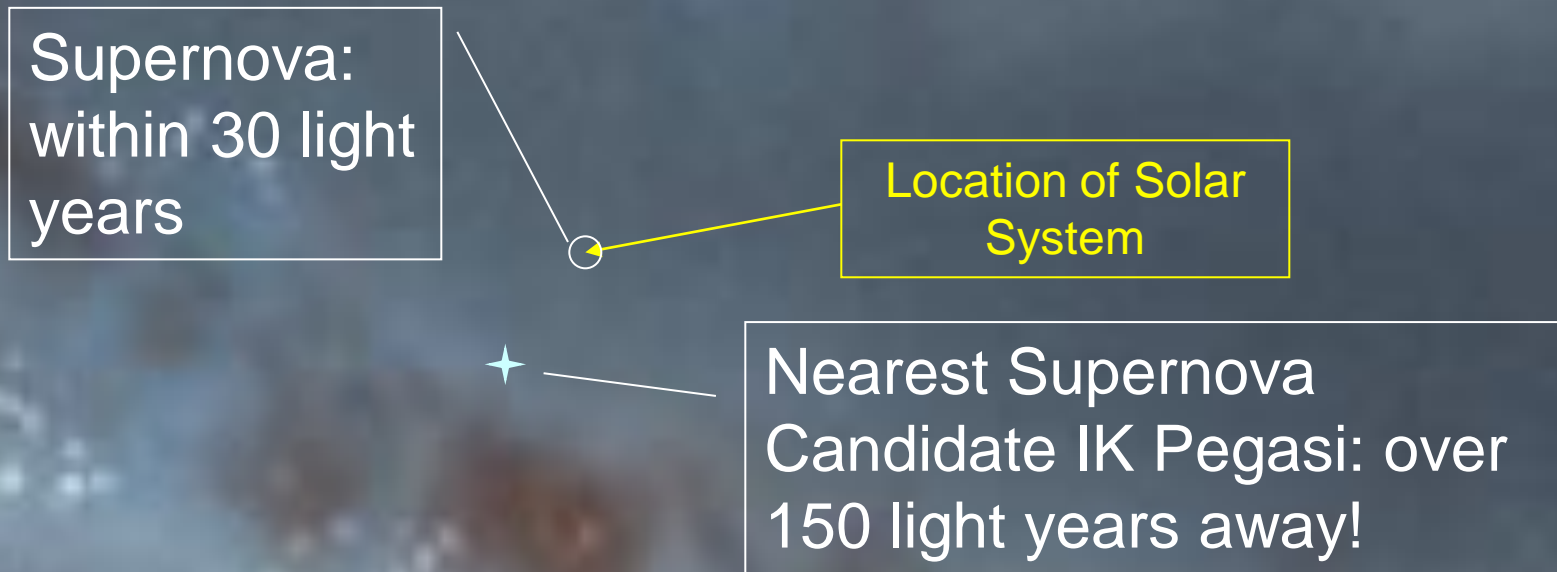 Supernova:
within 30 light
years
Location of Solar
System
Nearest Supernova
Candidate IK Pegasi: over
150 light years away!